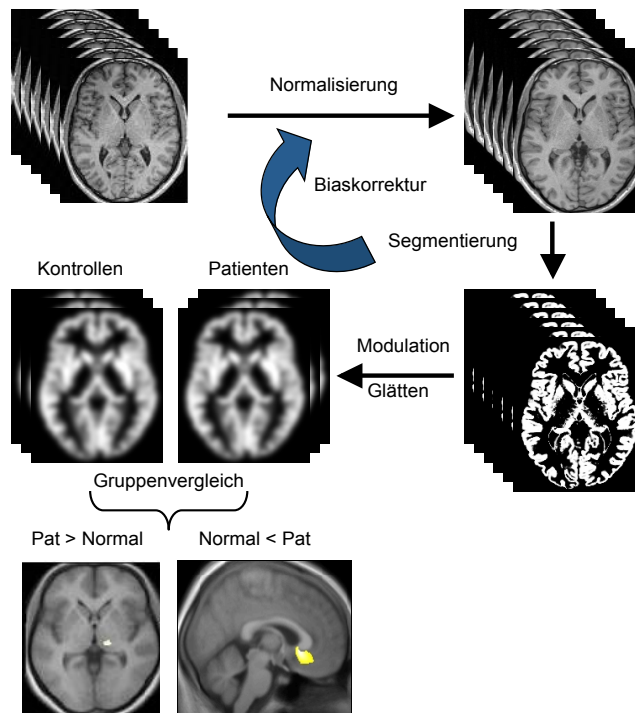 Normalisierung
Biaskorrektur
Segmentierung
Kontrollen
Patienten
Modulation
Glätten
Gruppenvergleich
Pat > Normal
Normal < Pat